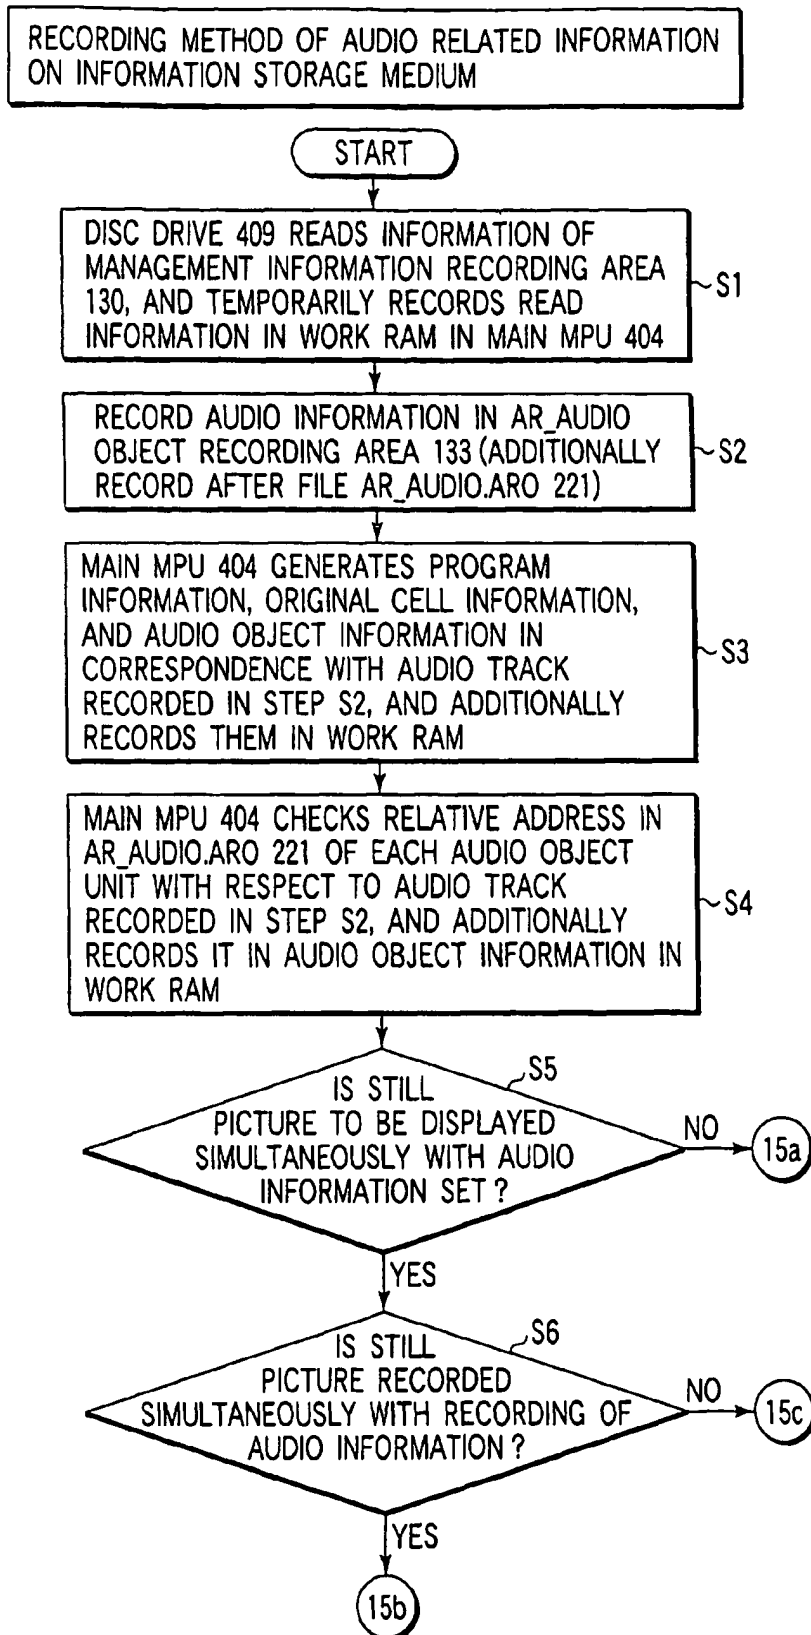 RECORDING METHOD OF AUDIO RELATED INFORMATION
ON INFORMATION STORAGE MEDIUM
START
DISC DRIVE 409 READS INFORMATION OF
MANAGEMENT INFORMATION RECORDING AREA
130, AND TEMPORARILY RECORDS READ
INFORMATION IN WORK RAM IN MAIN MPU 404
S1
RECORD AUDIO INFORMATION IN AR_AUDIO
OBJECT RECORDING AREA 133 (ADDITIONALLY
RECORD AFTER FILE AR_AUDIO.ARO 221)
S2
MAIN MPU 404 GENERATES PROGRAM
INFORMATION, ORIGINAL CELL INFORMATION,
AND AUDIO OBJECT INFORMATION IN
CORRESPONDENCE WITH AUDIO TRACK
RECORDED IN STEP S2, AND ADDITIONALLY
RECORDS THEM IN WORK RAM
S3
MAIN MPU 404 CHECKS RELATIVE ADDRESS IN
AR_AUDIO.ARO 221 OF EACH AUDIO OBJECT
UNIT WITH RESPECT TO AUDIO TRACK
RECORDED IN STEP S2, AND ADDITIONALLY
RECORDS IT IN AUDIO OBJECT INFORMATION IN
WORK RAM
S4
S5
IS STILL
PICTURE TO BE DISPLAYED
SIMULTANEOUSLY WITH AUDIO
INFORMATION SET ?
NO
15a
YES
S6
IS STILL
PICTURE RECORDED
SIMULTANEOUSLY WITH RECORDING OF
AUDIO INFORMATION ?
NO
15c
YES
15b